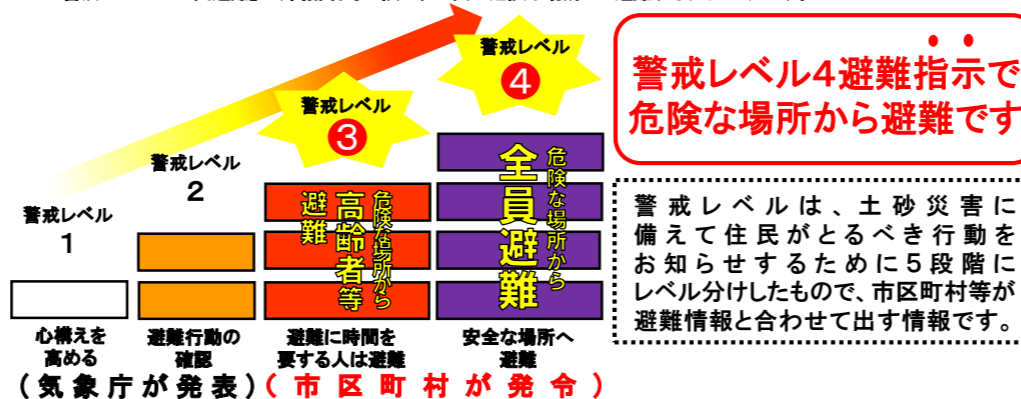 警戒レベル
4
警戒レベル
3
警戒レベル
2
警戒レベル
1
危険な場所から
全員避難
危険な場所から
高齢者等
避難
心構えを
高める
避難行動の
確認
避難に時間を
要する人は避難
安全な場所へ
避難
(気象庁が発表)
(市区町村が発令)
警戒レベル4避難指示で
危険な場所から避難です
警戒レベルは、土砂災害に
備えて住民がとるべき行動を
お知らせするために5段階に
レベル分けしたもので、市区町村等が
避難情報と合わせて出す情報です。